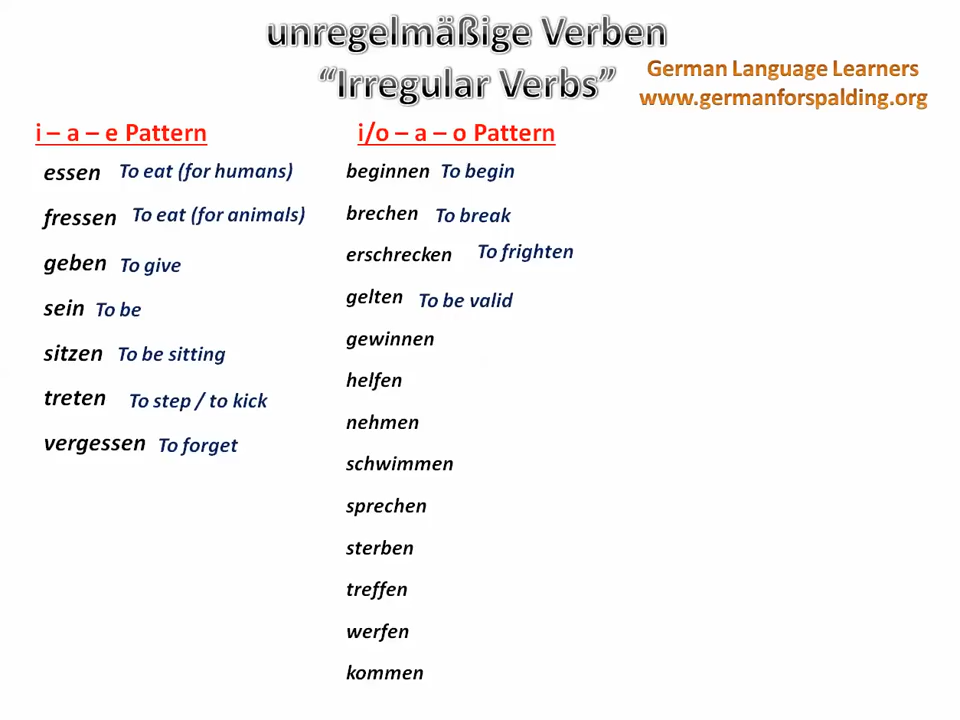 unregelmäßige Verben
“Irregular Verbs”
German Language Learners
www.germanforspalding.org
i – a – e Pattern
essen To eat (for humans)
fressen To eat (for animals)
geben To give
sein To be
sitzen To be sitting
treten To step / to kick
vergessen To forget
i/o – a – o Pattern
beginnen To begin
brechen To break
erschrecken To frighten
gelten To be valid
gewinnen
helfen
nehmen
schwimmen
sprechen
sterben
treffen
werfen
kommen